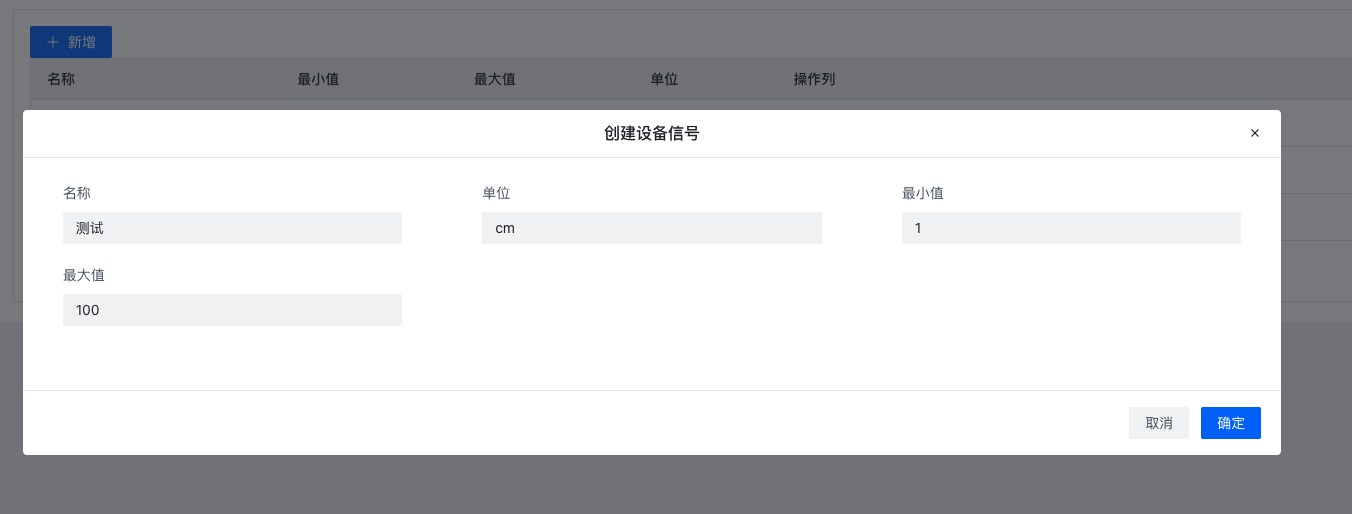 新增
名称 最小值 最大值 单位 操作列
创建设备信号
名称 单位 最小值
测试 cm 1
最大值
100
取消 确定